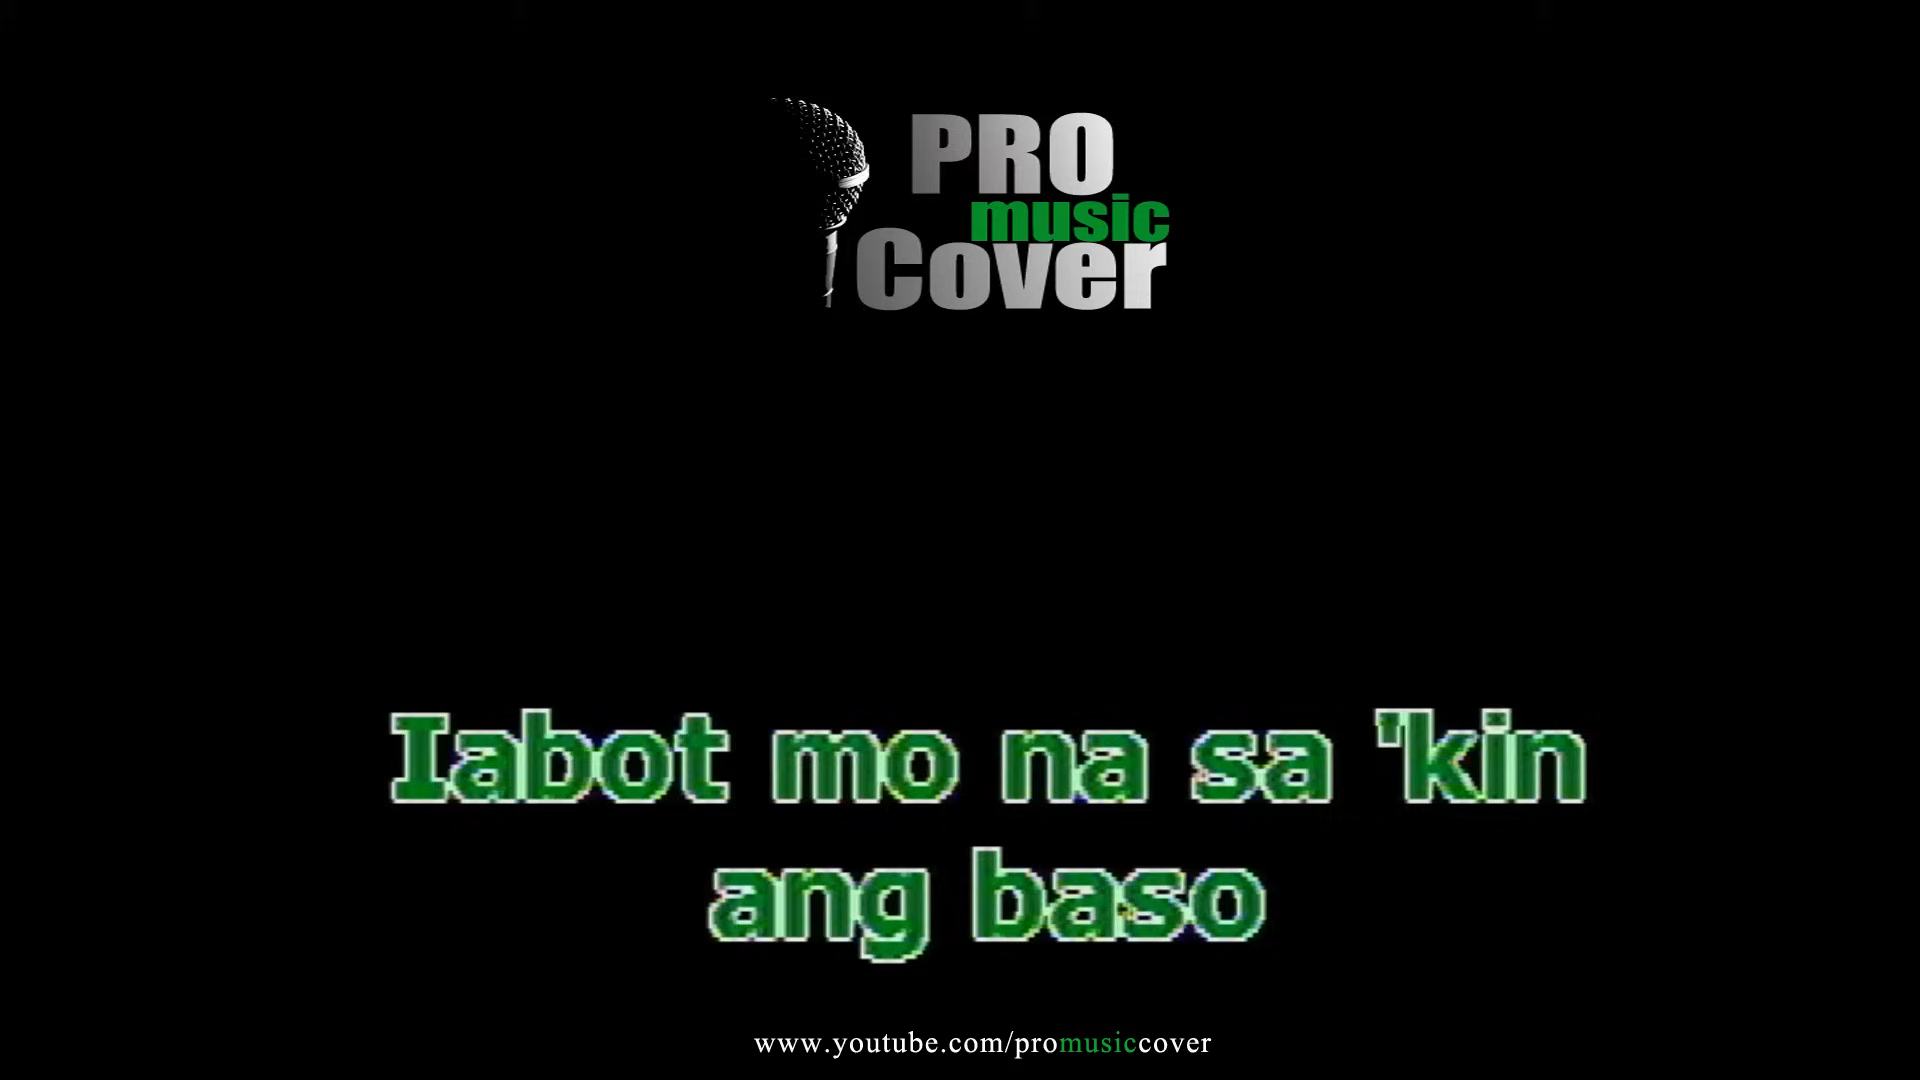 PRO
music
Cover
Iabot mo na sa 'kin
ang baso
www.youtube.com/promusiccover